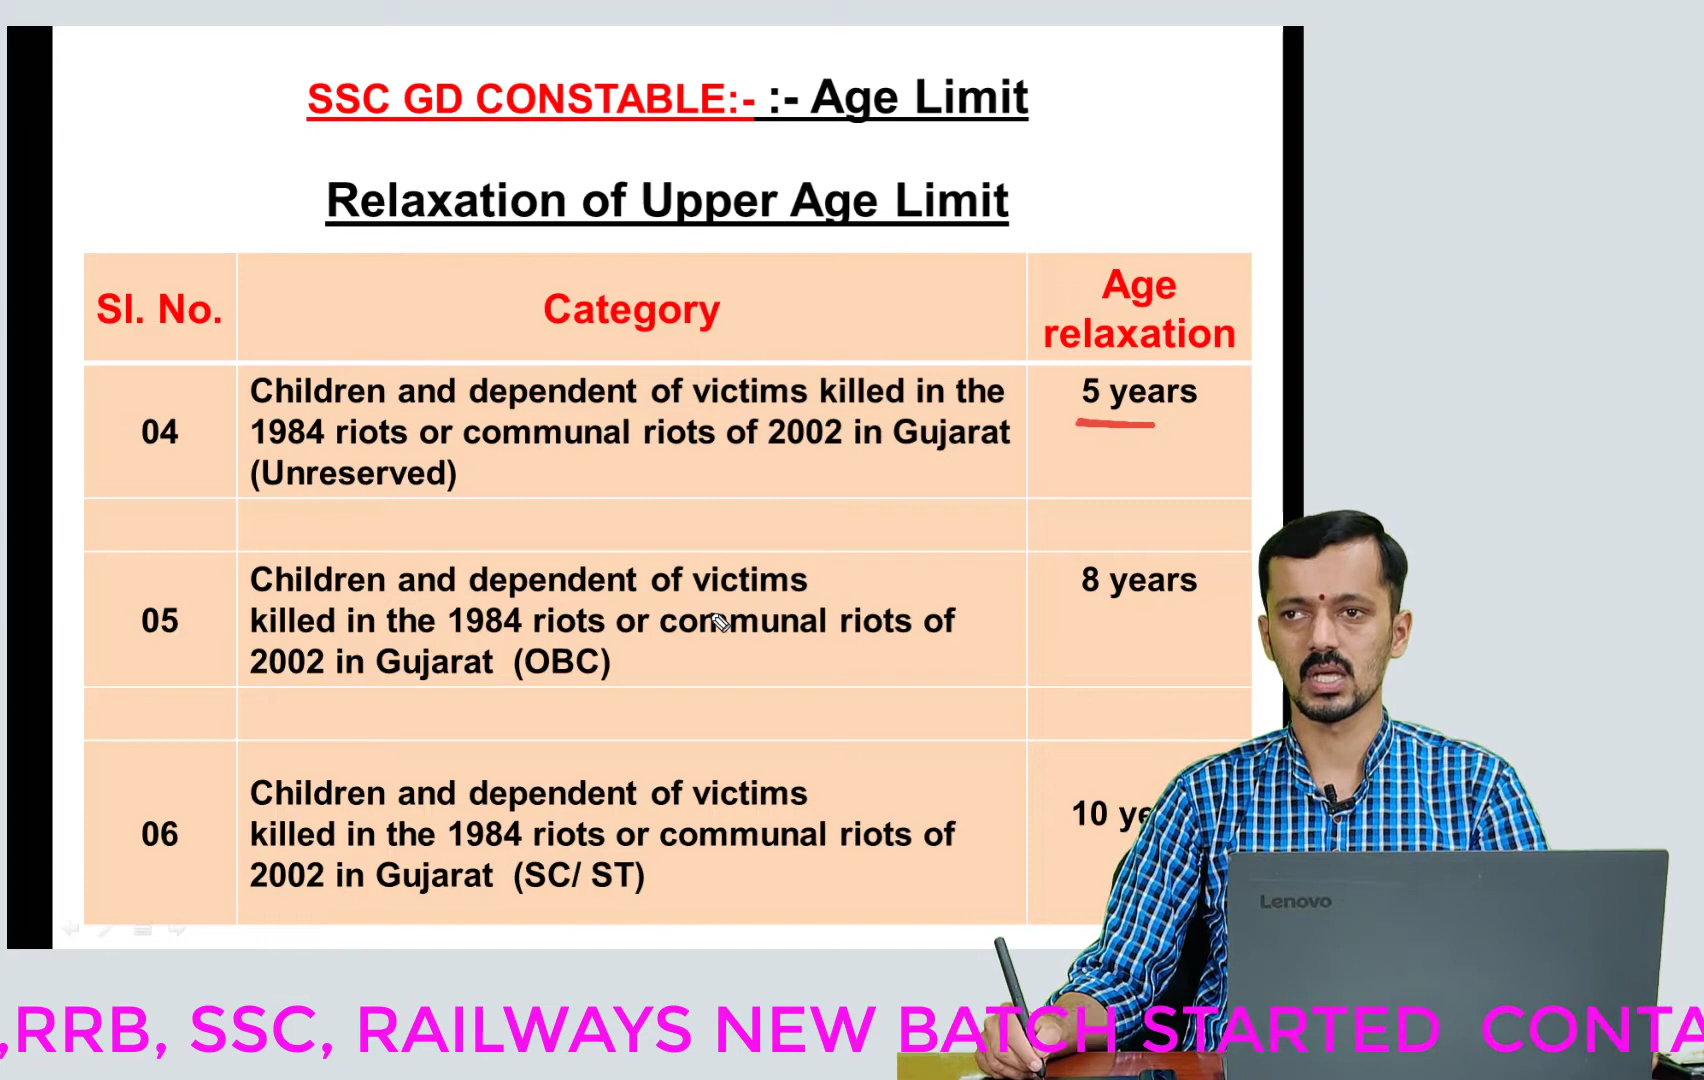 SSC GD CONSTABLE:- :- Age Limit
Relaxation of Upper Age Limit
Sl. No.
Category
Age
relaxation
04
Children and dependent of victims killed in the
1984 riots or communal riots of 2002 in Gujarat
(Unreserved)
5 years
05
Children and dependent of victims
killed in the 1984 riots or communal riots of
2002 in Gujarat (OBC)
8 years
06
Children and dependent of victims
killed in the 1984 riots or communal riots of
2002 in Gujarat (SC/ ST)
10 ye
Lenovo
,RRB, SSC, RAILWAYS NEW BATCH STARTED CONTA